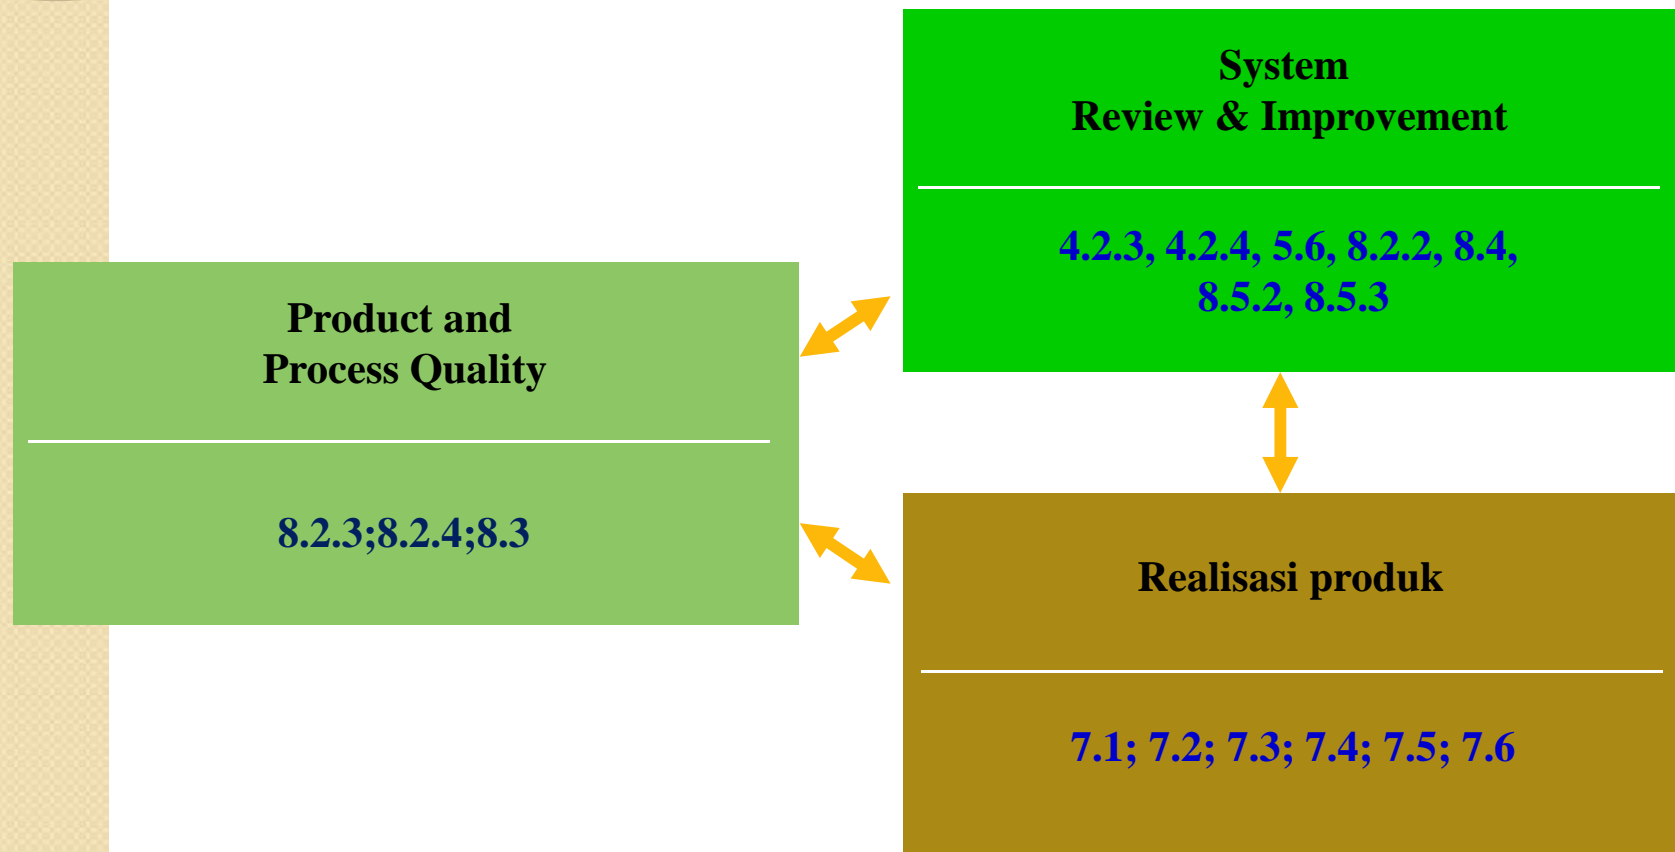 System
Review & Improvement
4.2.3, 4.2.4, 5.6, 8.2.2, 8.4,
8.5.2, 8.5.3
Product and
Process Quality
8.2.3;8.2.4;8.3
Realisasi produk
7.1; 7.2; 7.3; 7.4; 7.5; 7.6